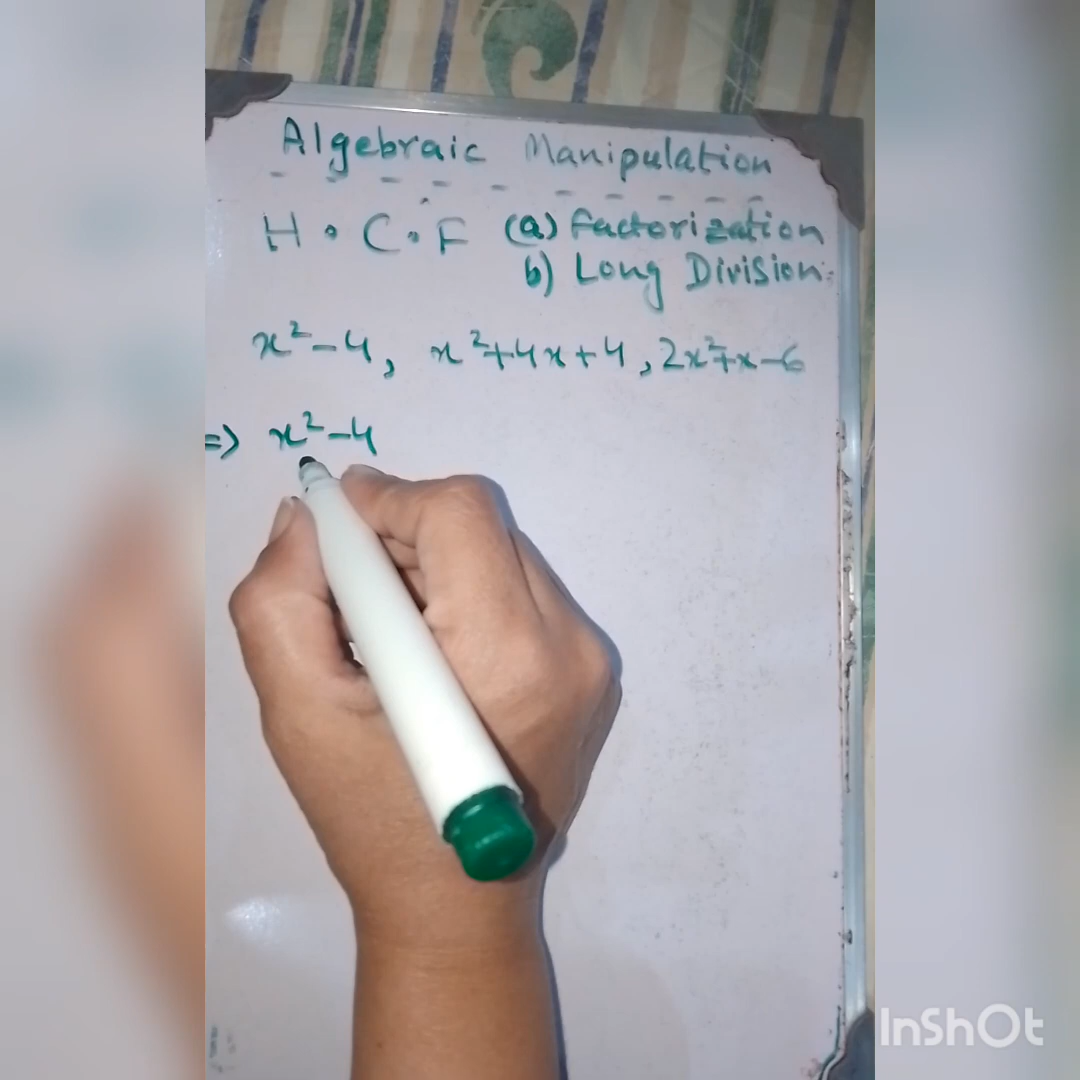 Algebraic Manipulation
H.C.F (a) Factorization
b) Long Division:
x²-4, x²+4x+4, 2x²+x-6
=> x²-4
InShOt